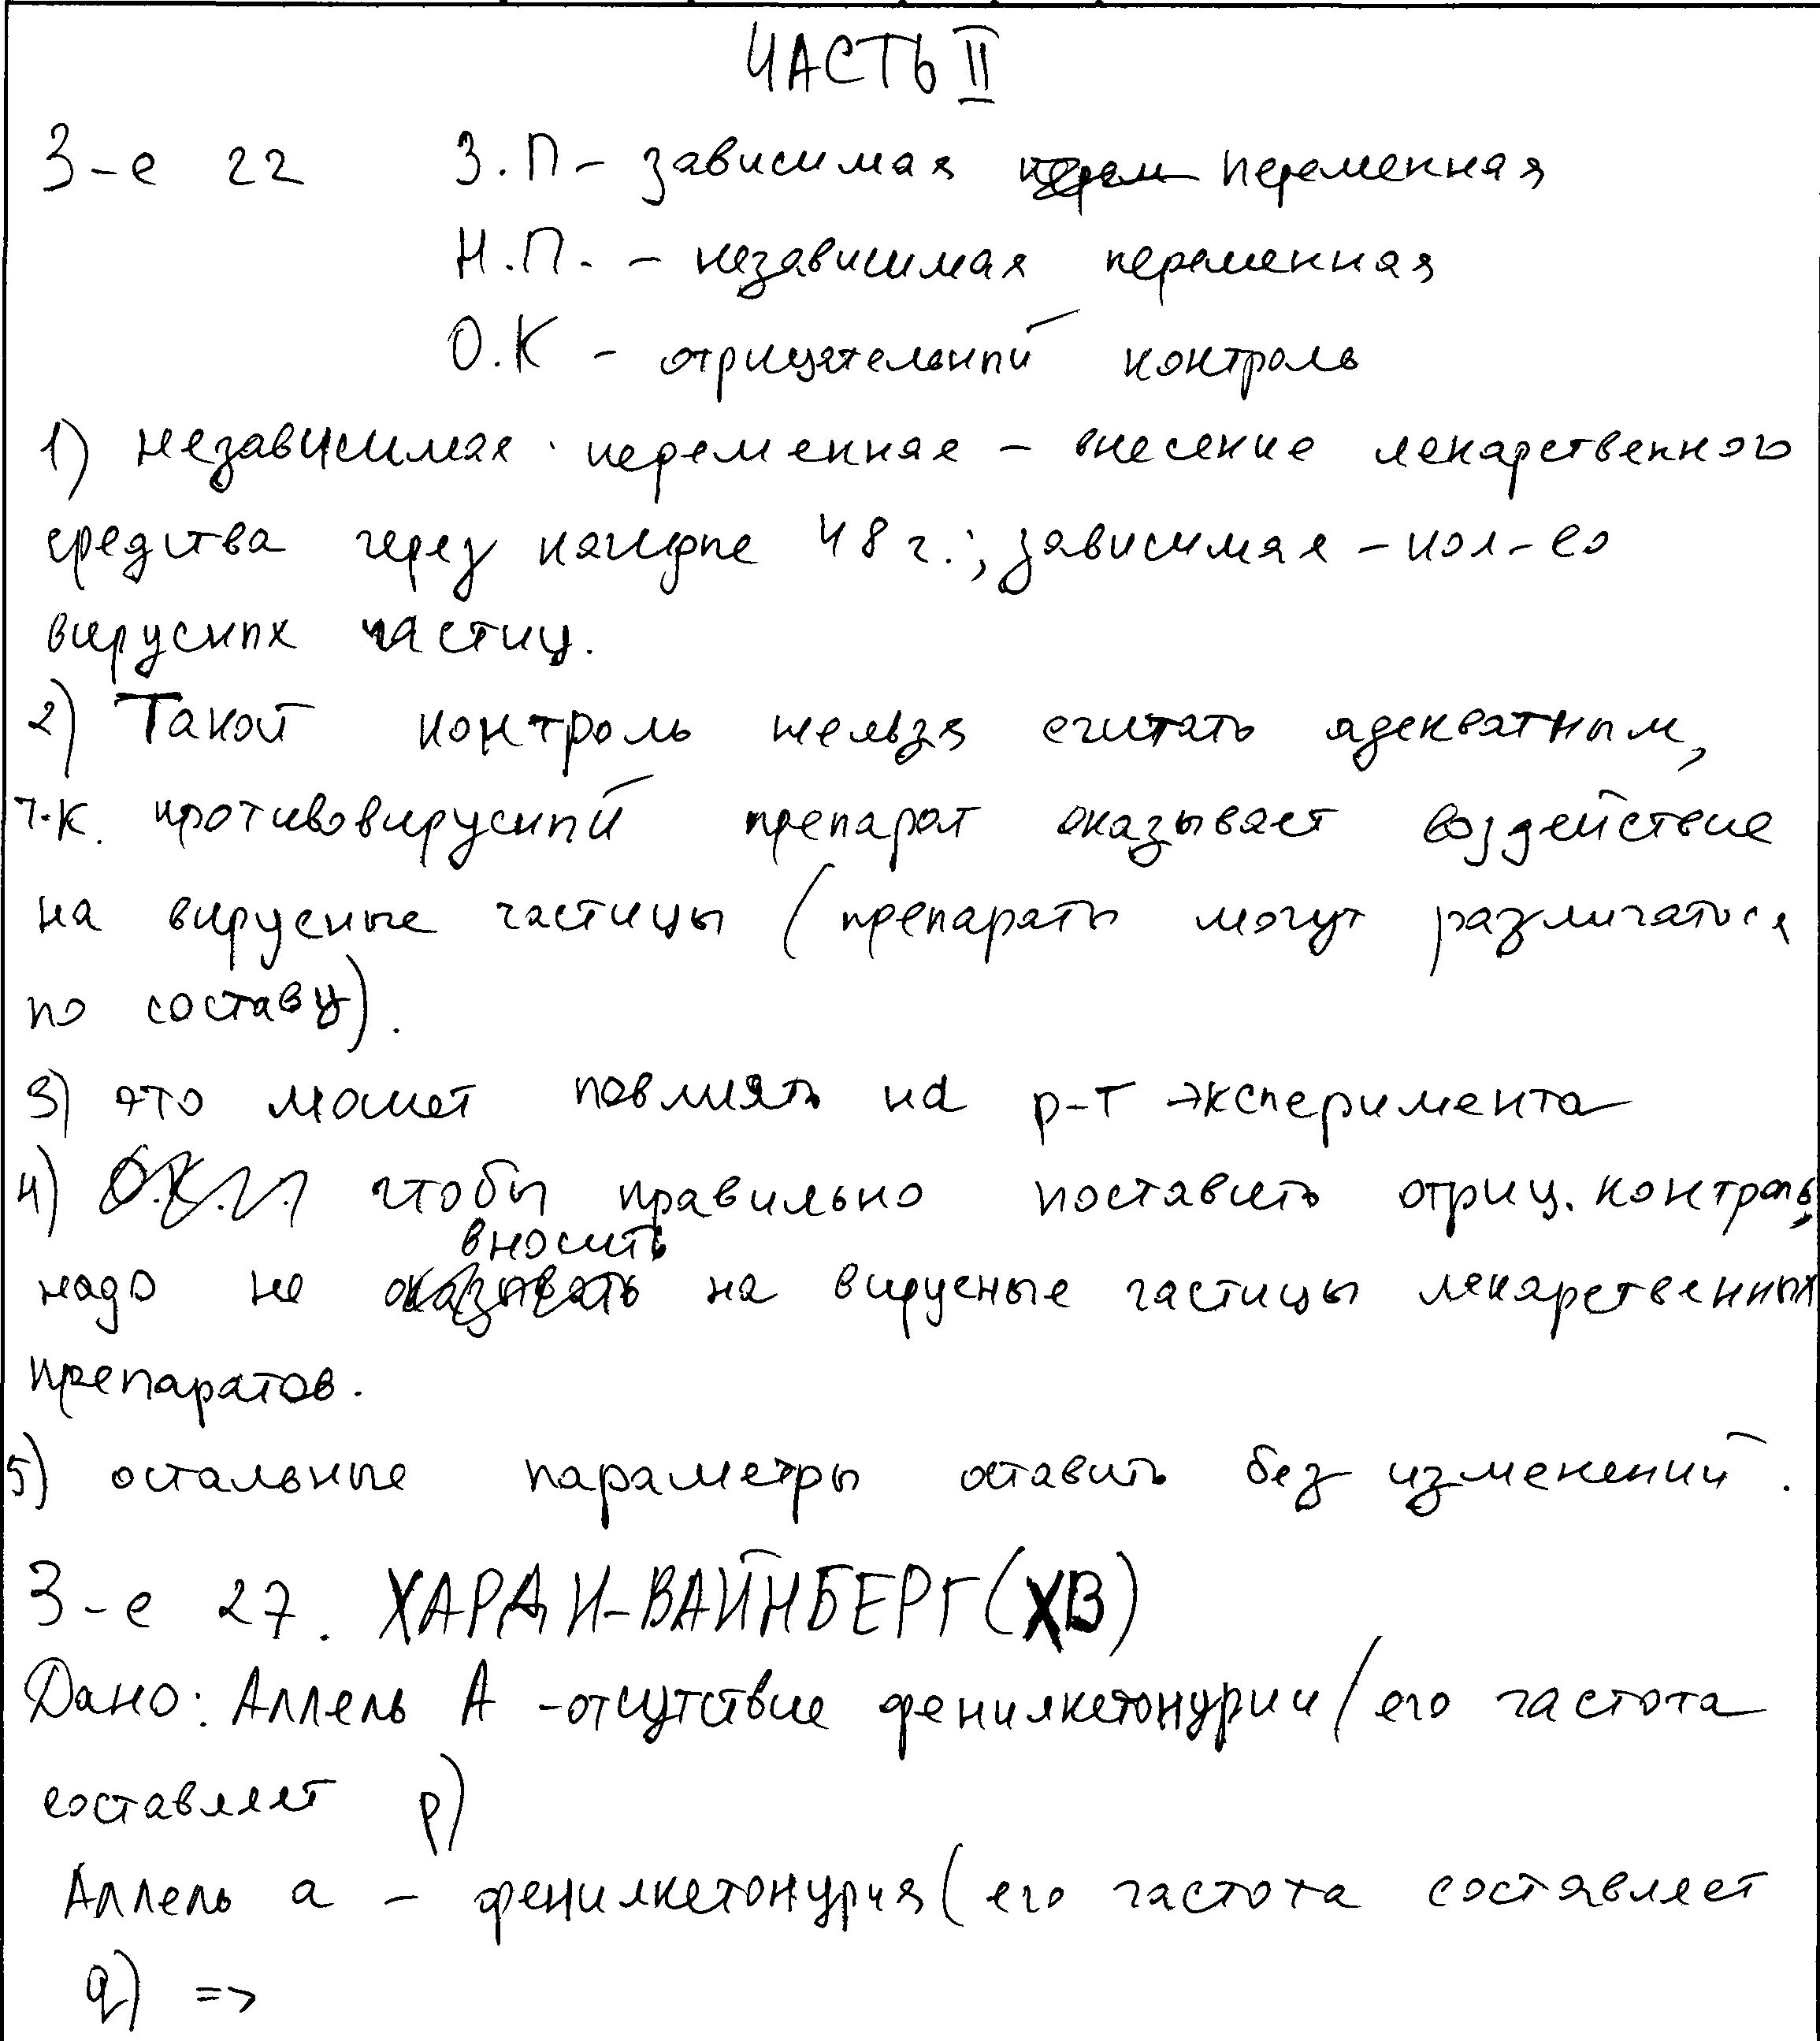 ЧАСТЬ II
З-е 22 З.П – зависимая перем переменная
Н.П. – независимая переменная
О.К – отрицательный контроль
1) независимая переменная – внесение лекарственного
средства через каждые 48 ч.; зависимая – кол-во
вирусных частиц.
2) Такой контроль нельзя считать адекватным,
т.к. противовирусный препарат оказывает воздействие
на вирусные частицы (препараты могут различаться
по составу).
3) это может повлиять на р-т эксперимента
4) чтобы правильно поставить отриц. контроль,
вносить
надо не оказывать на вирусные частицы лекарственных
препаратов.
5) остальные параметры оставить без изменений.
З-е 27. ХАРДИ-ВАЙНБЕРГ (ХВ)
Дано: Аллель А – отсутствие фенилкетонурии (его частота
составляет p)
Аллель а – фенилкетонурия (его частота составляет
q) =>